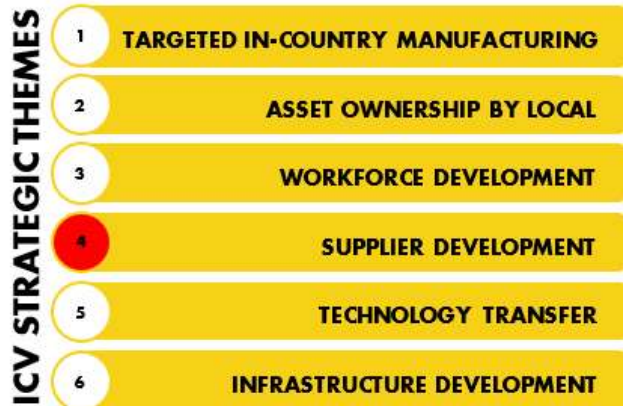 ICV STRATEGIC THEMES
1 TARGETED IN-COUNTRY MANUFACTURING
2 ASSET OWNERSHIP BY LOCAL
3 WORKFORCE DEVELOPMENT
4 SUPPLIER DEVELOPMENT
5 TECHNOLOGY TRANSFER
6 INFRASTRUCTURE DEVELOPMENT